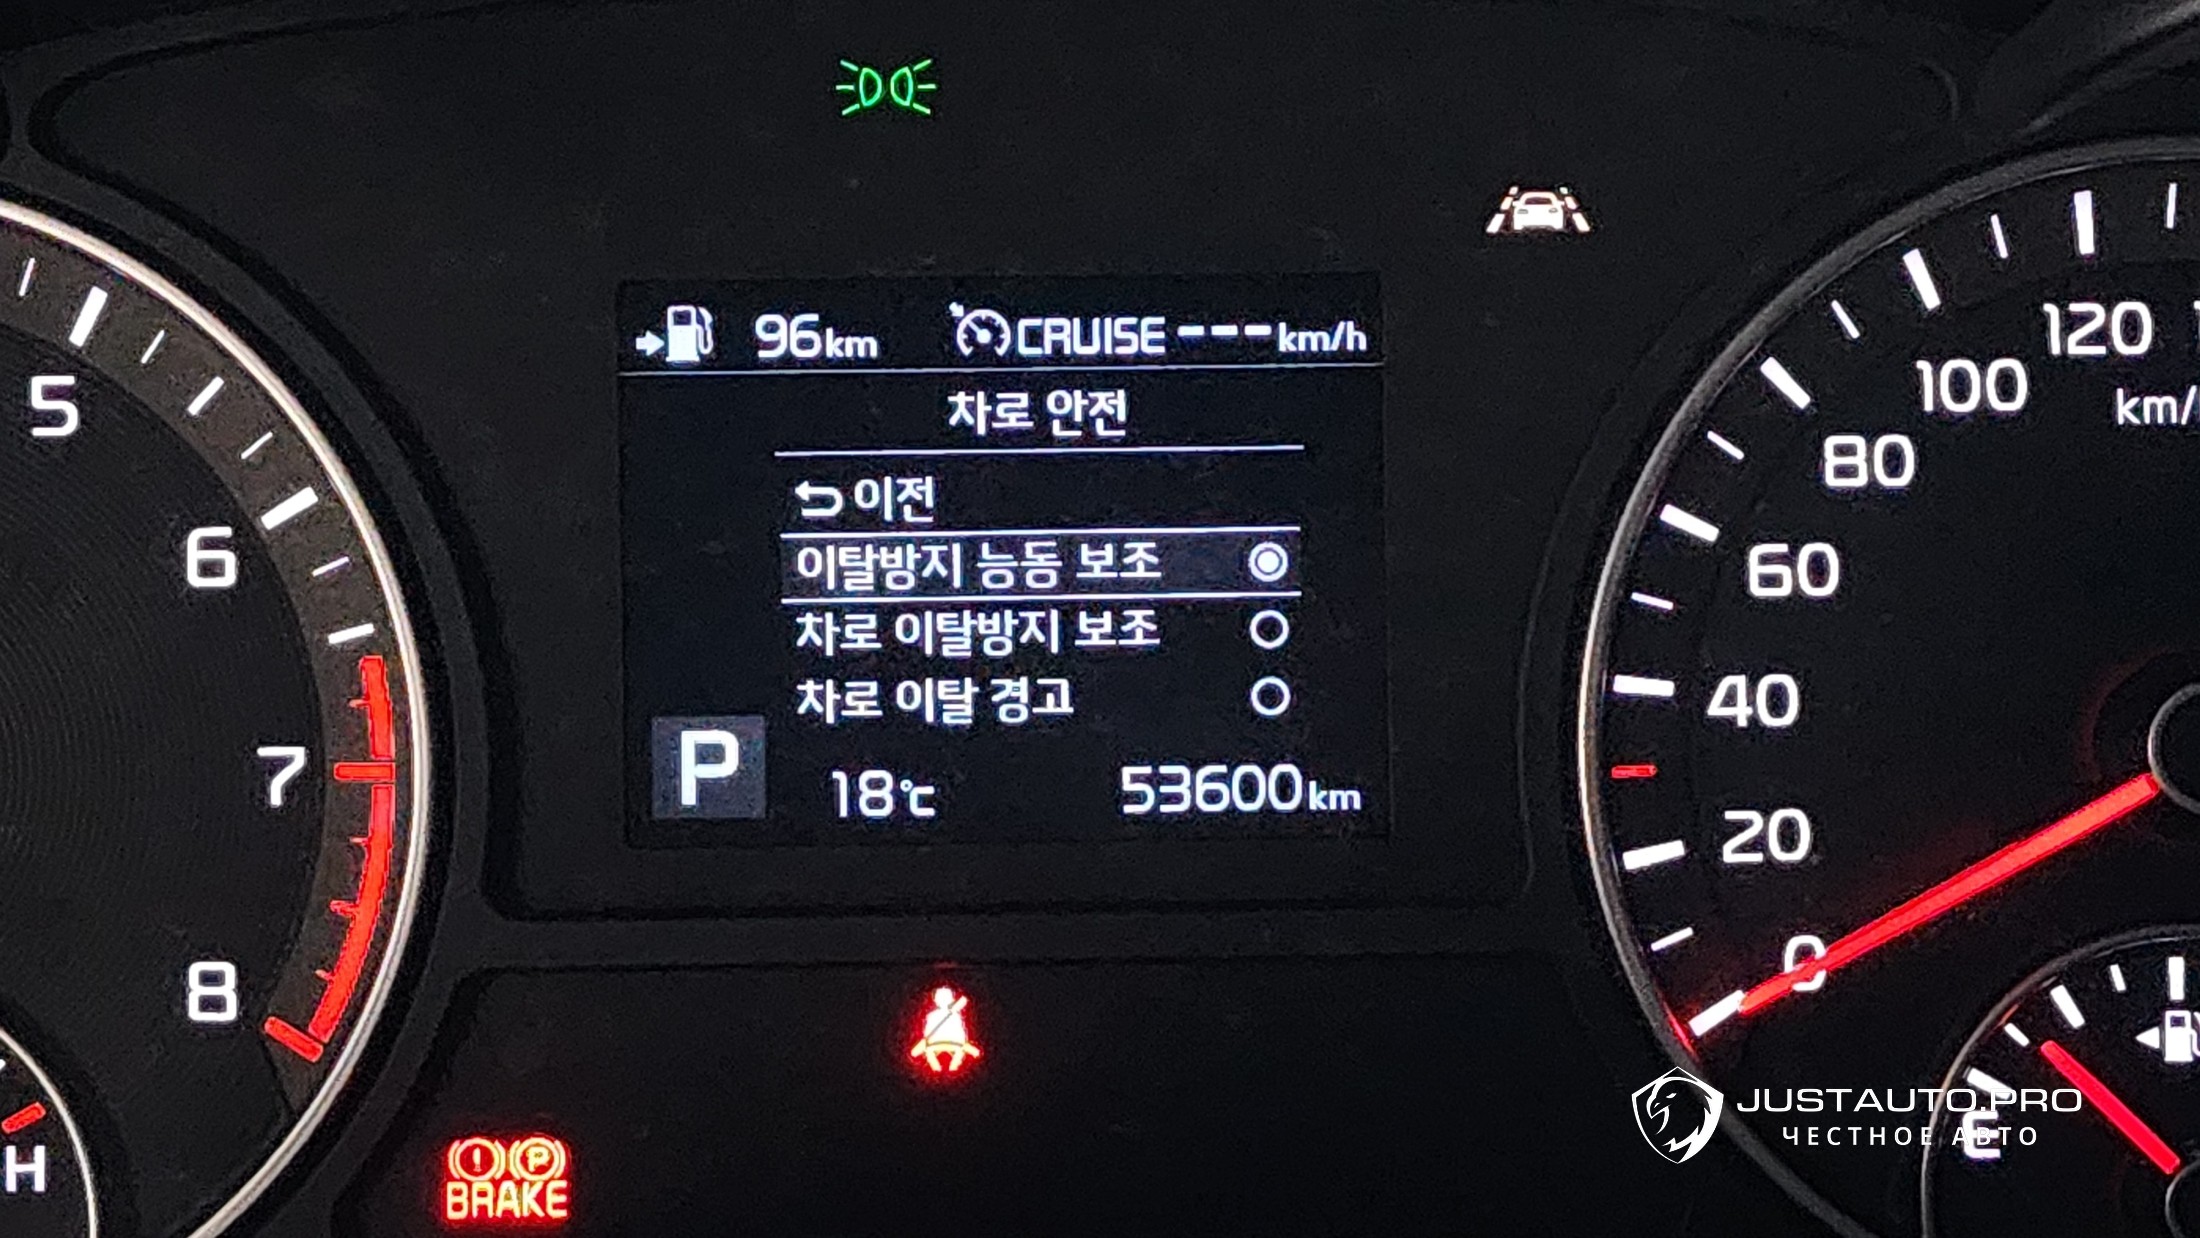 96km CRUISE ---km/h
차로 안전
이전
이탈방지 능동 보조
차로 이탈방지 보조
차로 이탈 경고
P 18℃ 53600km
5
6
7
8
H
120
100
km/
80
60
40
20
0
E
P
BRAKE
JUSTAUTO.PRO
ЧЕСТНОЕ АВТО